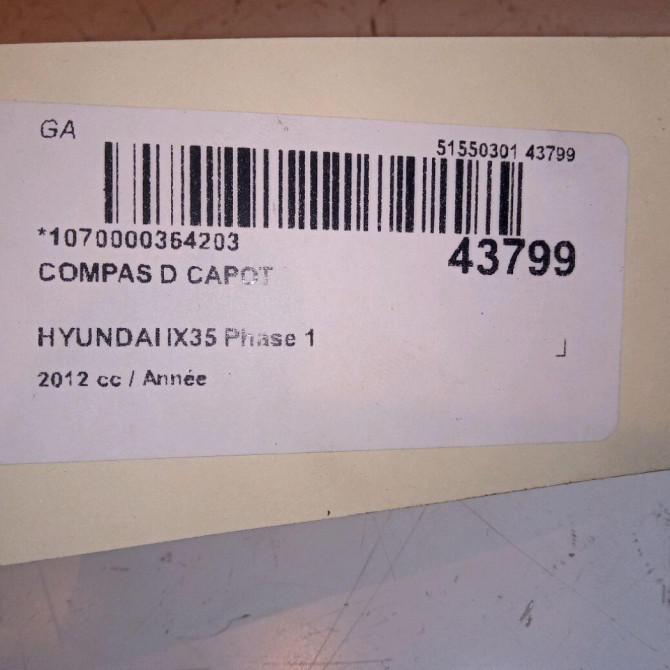 GA
51550301 43799
*1070000364203
43799
COMPAS D CAPOT
HYUNDAI IX35 Phase 1
2012 cc / Année